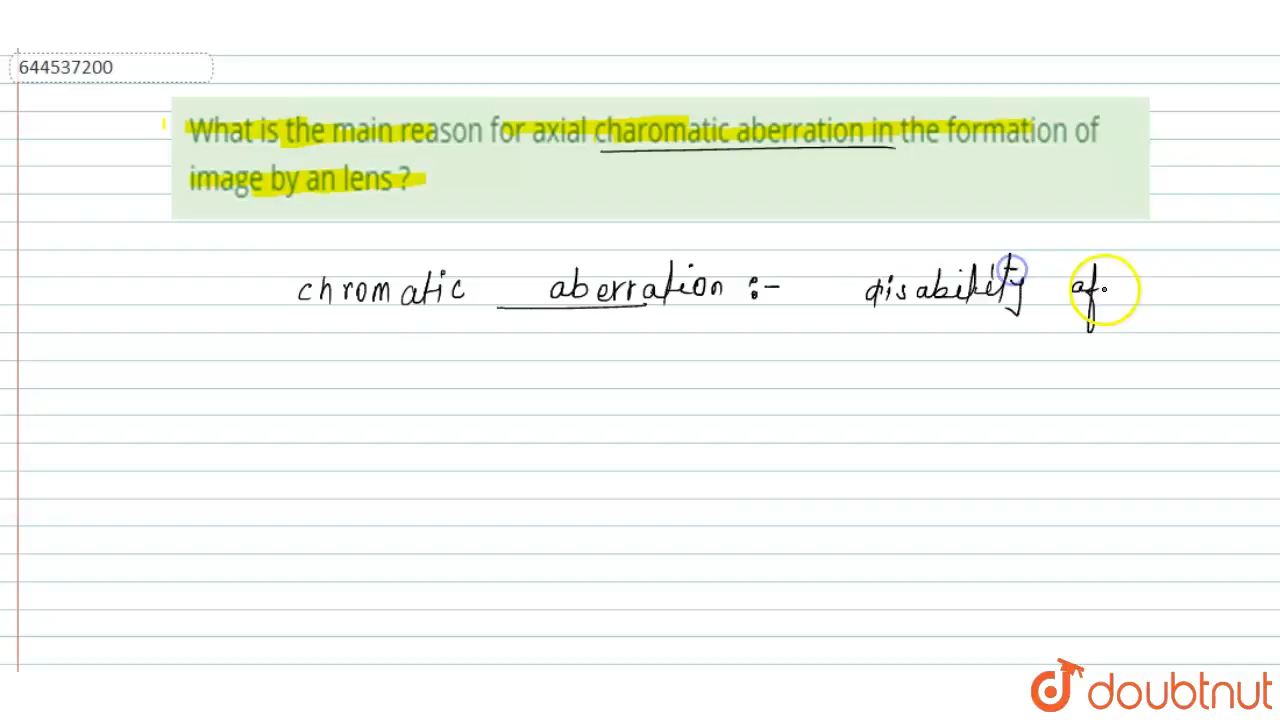 644537200
What is the main reason for axial charomatic aberration in the formation of
image by an lens ?
chromatic aberration :- disability of
doubtnut